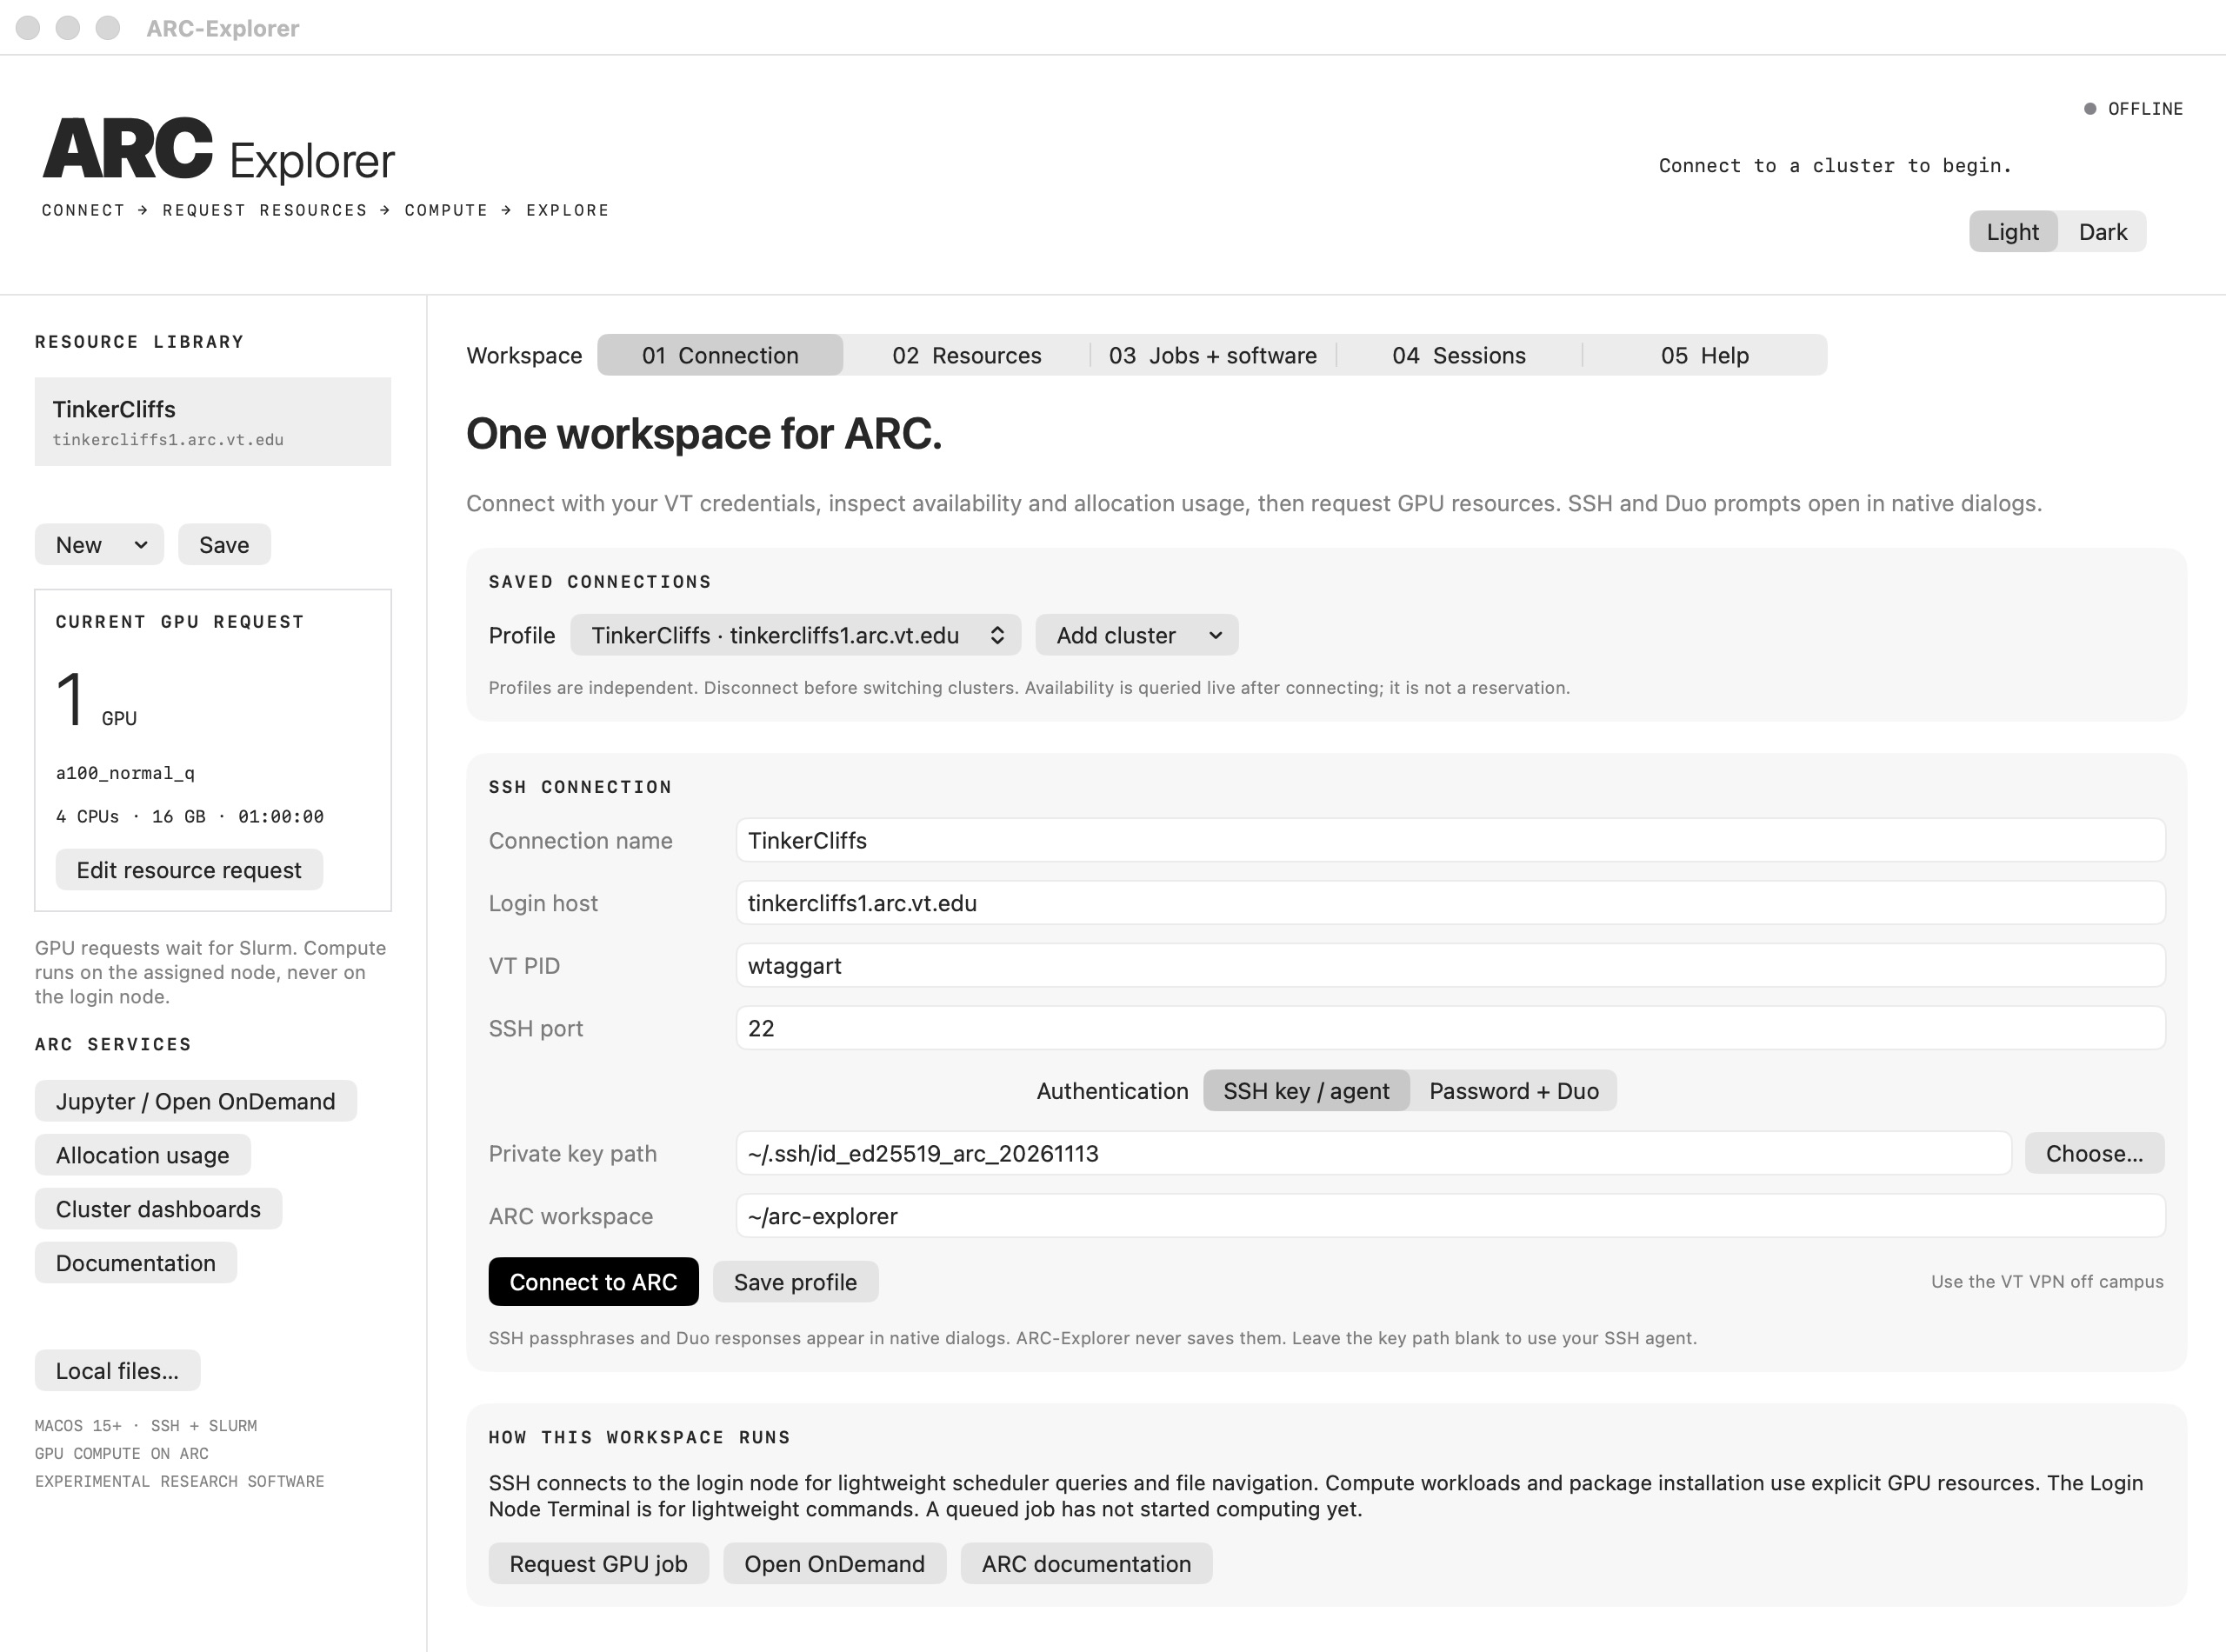 ARC-Explorer
ARC Explorer
CONNECT → REQUEST RESOURCES → COMPUTE → EXPLORE
OFFLINE
Connect to a cluster to begin.
Light Dark
RESOURCE LIBRARY
TinkerCliffs
tinkercliffs1.arc.vt.edu
New Save
CURRENT GPU REQUEST
1 GPU
a100_normal_q
4 CPUs · 16 GB · 01:00:00
Edit resource request
GPU requests wait for Slurm. Compute
runs on the assigned node, never on
the login node.
ARC SERVICES
Jupyter / Open OnDemand
Allocation usage
Cluster dashboards
Documentation
Local files...
MACOS 15+ · SSH + SLURM
GPU COMPUTE ON ARC
EXPERIMENTAL RESEARCH SOFTWARE
Workspace 01 Connection 02 Resources 03 Jobs + software 04 Sessions 05 Help
One workspace for ARC.
Connect with your VT credentials, inspect availability and allocation usage, then request GPU resources. SSH and Duo prompts open in native dialogs.
SAVED CONNECTIONS
Profile TinkerCliffs · tinkercliffs1.arc.vt.edu Add cluster
Profiles are independent. Disconnect before switching clusters. Availability is queried live after connecting; it is not a reservation.
SSH CONNECTION
Connection name TinkerCliffs
Login host tinkercliffs1.arc.vt.edu
VT PID wtaggart
SSH port 22
Authentication SSH key / agent Password + Duo
Private key path ~/.ssh/id_ed25519_arc_20261113 Choose...
ARC workspace ~/arc-explorer
Connect to ARC Save profile Use the VT VPN off campus
SSH passphrases and Duo responses appear in native dialogs. ARC-Explorer never saves them. Leave the key path blank to use your SSH agent.
HOW THIS WORKSPACE RUNS
SSH connects to the login node for lightweight scheduler queries and file navigation. Compute workloads and package installation use explicit GPU resources. The Login
Node Terminal is for lightweight commands. A queued job has not started computing yet.
Request GPU job Open OnDemand ARC documentation